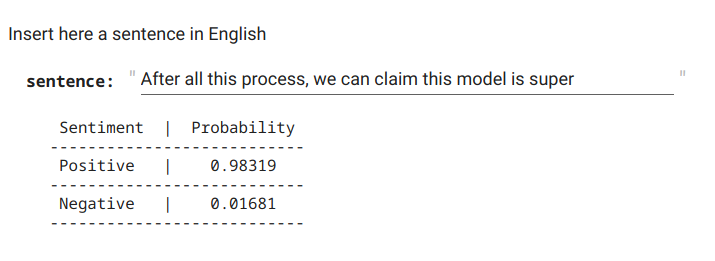 Insert here a sentence in English
sentence: " After all this process, we can claim this model is super "
Sentiment | Probability
---------------------------
Positive | 0.98319
---------------------------
Negative | 0.01681
---------------------------